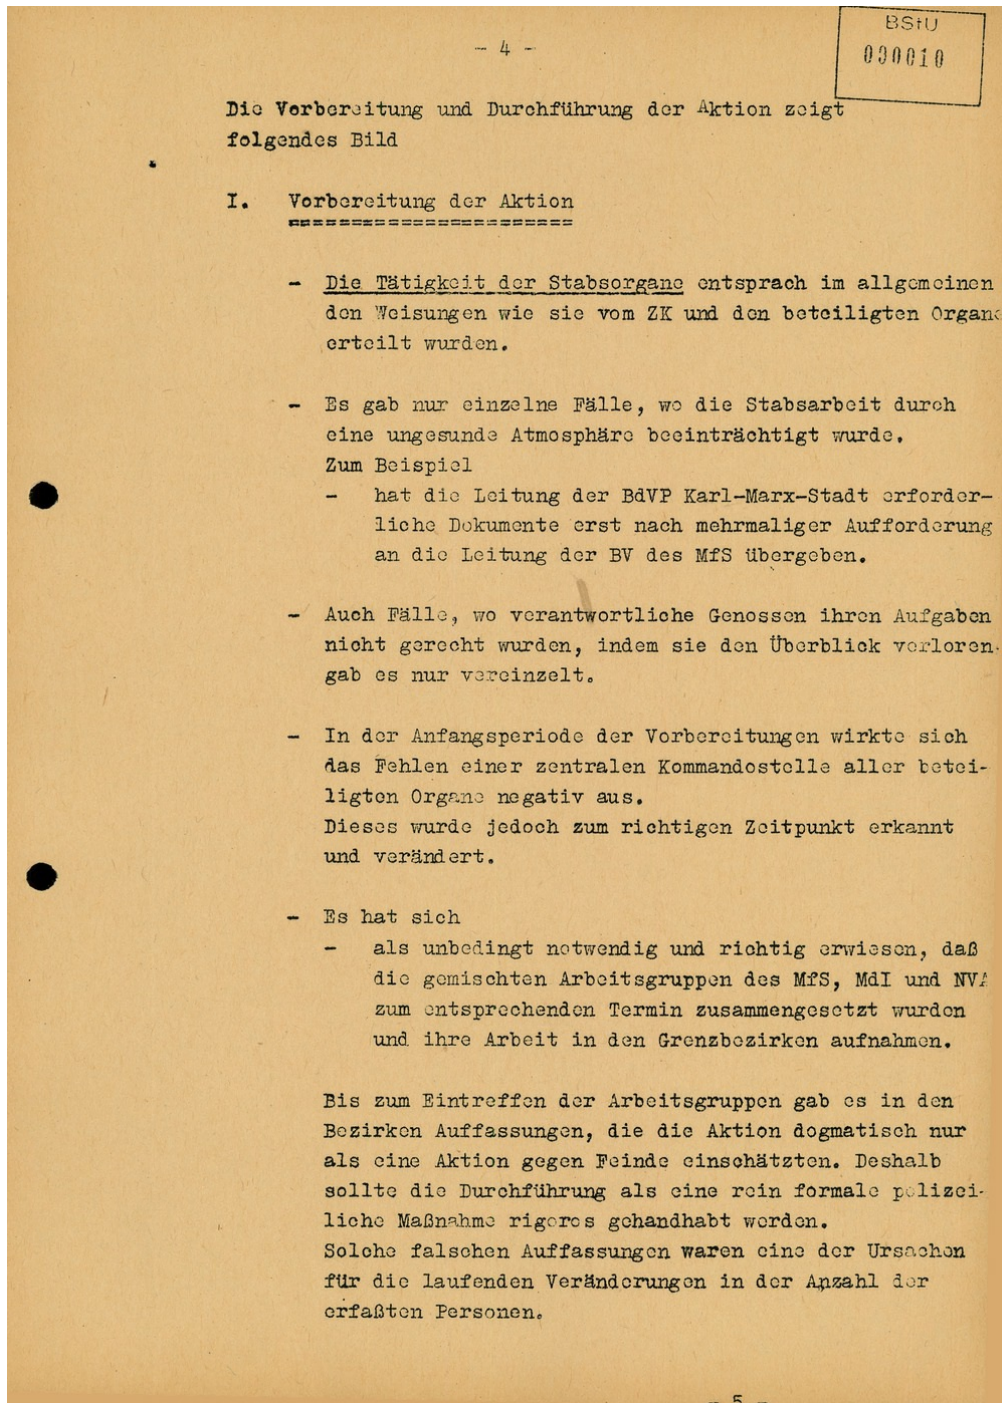 BStU
000010
- 4 -
Die Vorbereitung und Durchführung der Aktion zeigt
folgendes Bild
I. Vorbereitung der Aktion
=======================
- Die Tätigkeit der Stabsorgane entsprach im allgemeinen
den Weisungen wie sie vom ZK und den beteiligten Organe
erteilt wurden.
- Es gab nur einzelne Fälle, wo die Stabsarbeit durch
eine ungesunde Atmosphäre beeinträchtigt wurde.
Zum Beispiel
- hat die Leitung der BdVP Karl-Marx-Stadt erforder-
liche Dokumente erst nach mehrmaliger Aufforderung
an die Leitung der BV des MfS übergeben.
- Auch Fälle, wo verantwortliche Genossen ihren Aufgaben
nicht gerecht wurden, indem sie den Überblick verloren
gab es nur vereinzelt.
- In der Anfangsperiode der Vorbereitungen wirkte sich
das Fehlen einer zentralen Kommandostelle aller betei-
ligten Organe negativ aus.
Dieses wurde jedoch zum richtigen Zeitpunkt erkannt
und verändert.
- Es hat sich
- als unbedingt notwendig und richtig erwiesen, daß
die gemischten Arbeitsgruppen des MfS, MdI und NVA
zum entsprechenden Termin zusammengesetzt wurden
und ihre Arbeit in den Grenzbezirken aufnahmen.
Bis zum Eintreffen der Arbeitsgruppen gab es in den
Bezirken Auffassungen, die die Aktion dogmatisch nur
als eine Aktion gegen Feinde einschätzten. Deshalb
sollte die Durchführung als eine rein formale polizei-
liche Maßnahme rigoros gehandhabt werden.
Solche falschen Auffassungen waren eine der Ursachen
für die laufenden Veränderungen in der Anzahl der
erfaßten Personen.
- 5 -